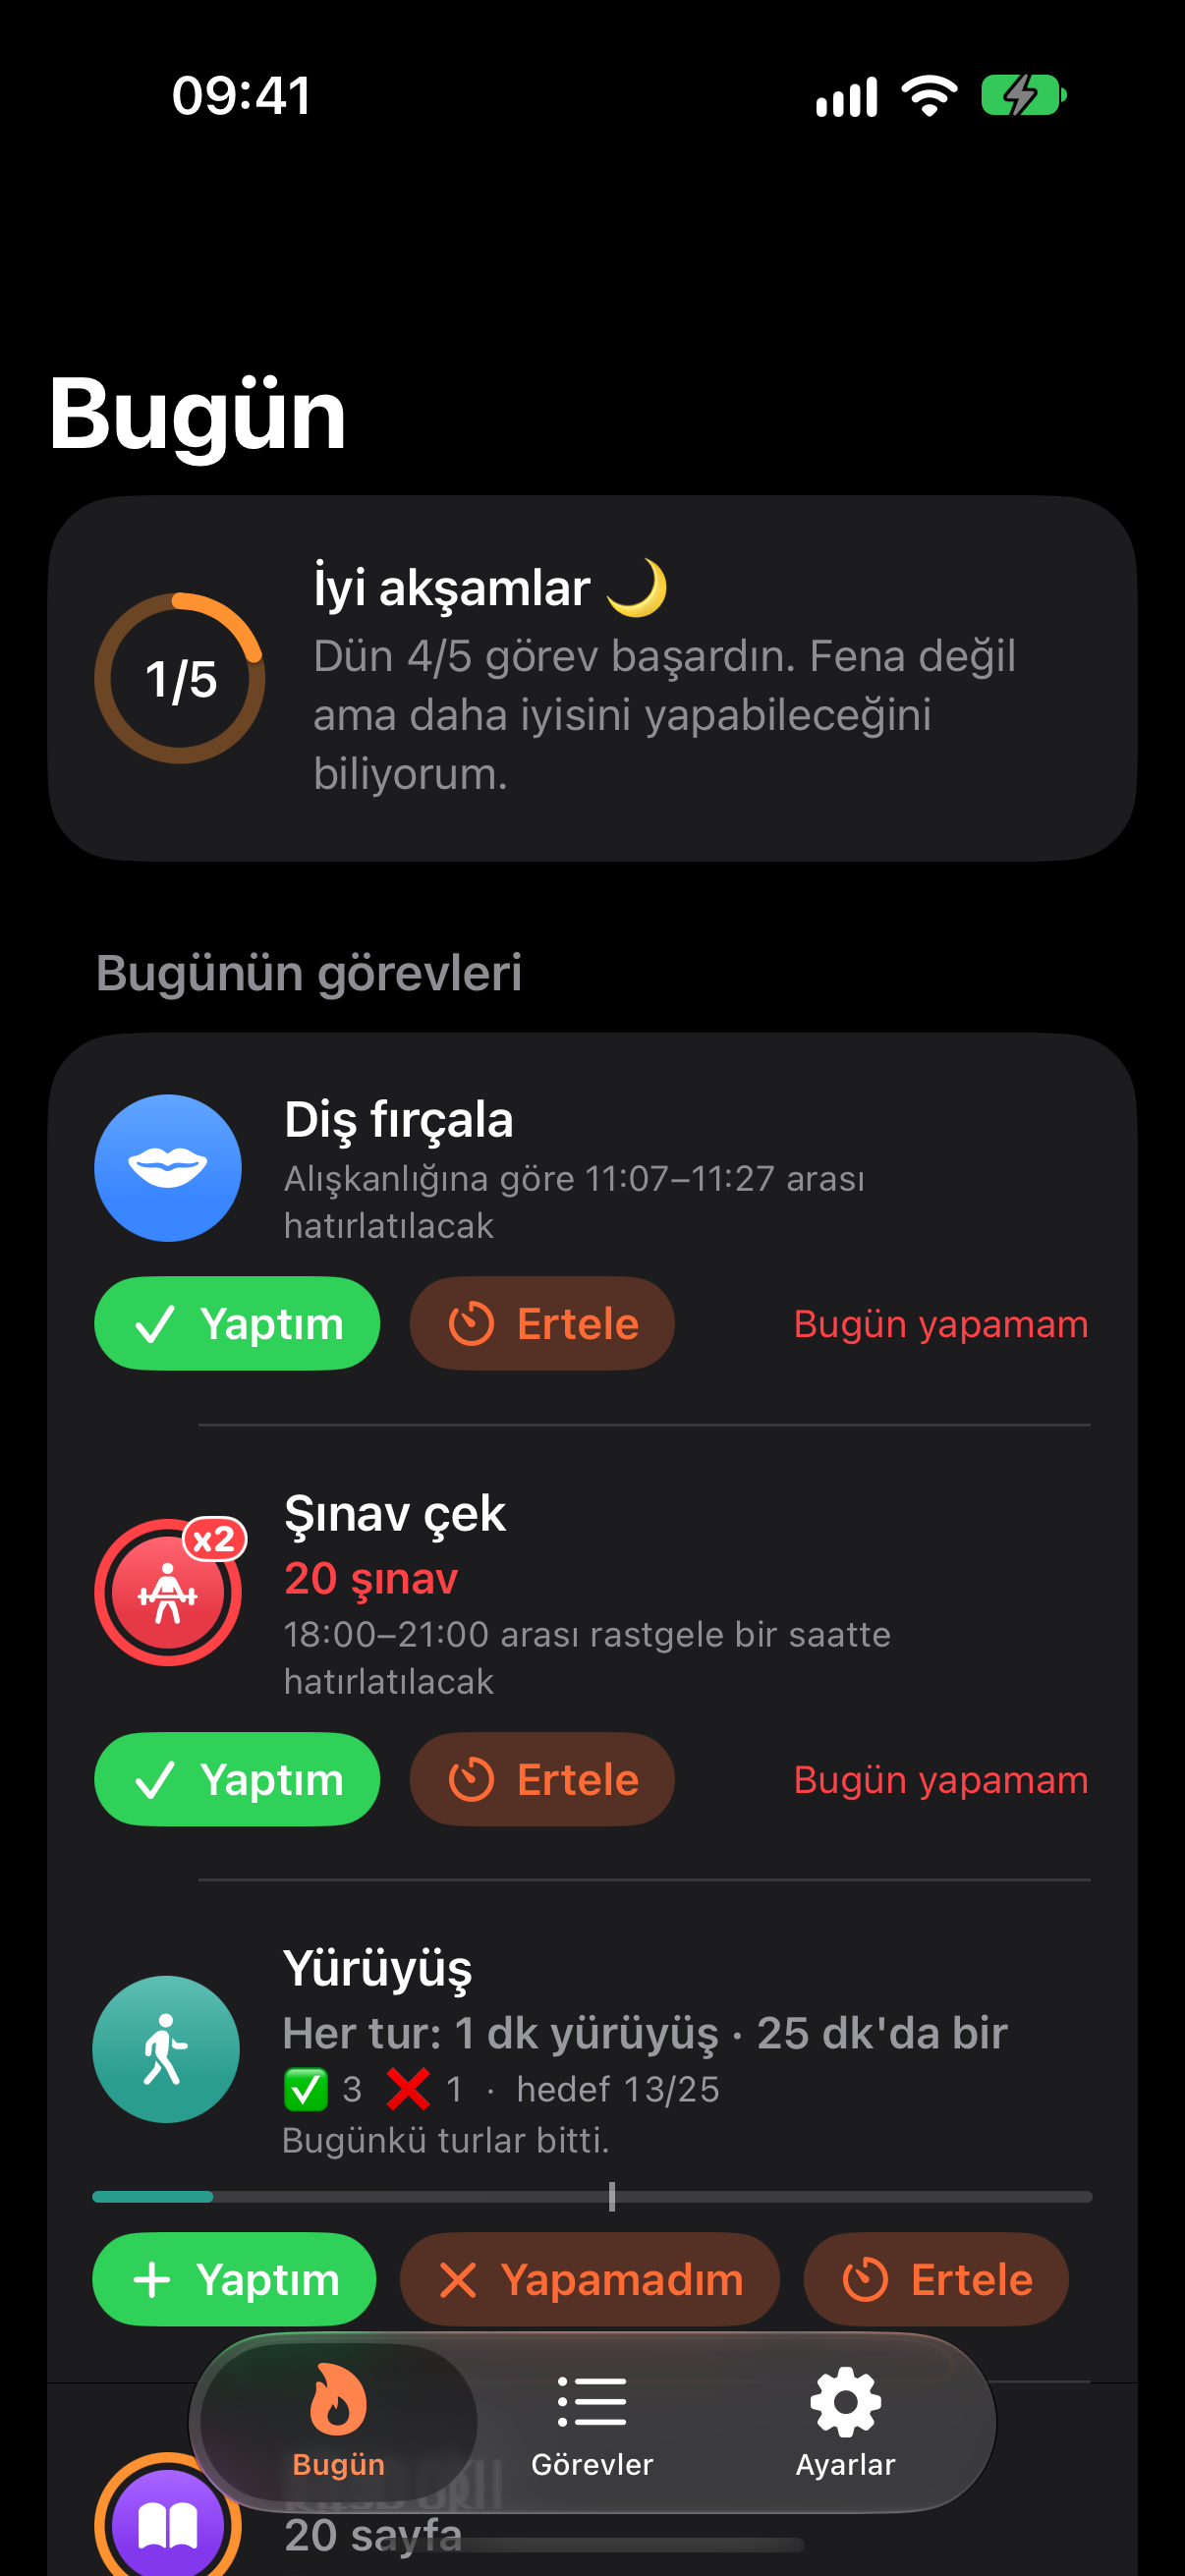 09:41
Bugün
1/5
İyi akşamlar 🌙
Dün 4/5 görev başardın. Fena değil
ama daha iyisini yapabileceğini
biliyorum.
Bugünün görevleri
Diş fırçala
Alışkanlığına göre 11:07–11:27 arası
hatırlatılacak
Yaptım
Ertele
Bugün yapamam
x2
Şınav çek
20 şınav
18:00–21:00 arası rastgele bir saatte
hatırlatılacak
Yaptım
Ertele
Bugün yapamam
Yürüyüş
Her tur: 1 dk yürüyüş · 25 dk'da bir
✅ 3 ❌ 1 · hedef 13/25
Bugünkü turlar bitti.
Yaptım
Yapamadım
Ertele
Bugün
Görevler
Ayarlar
20 sayfa